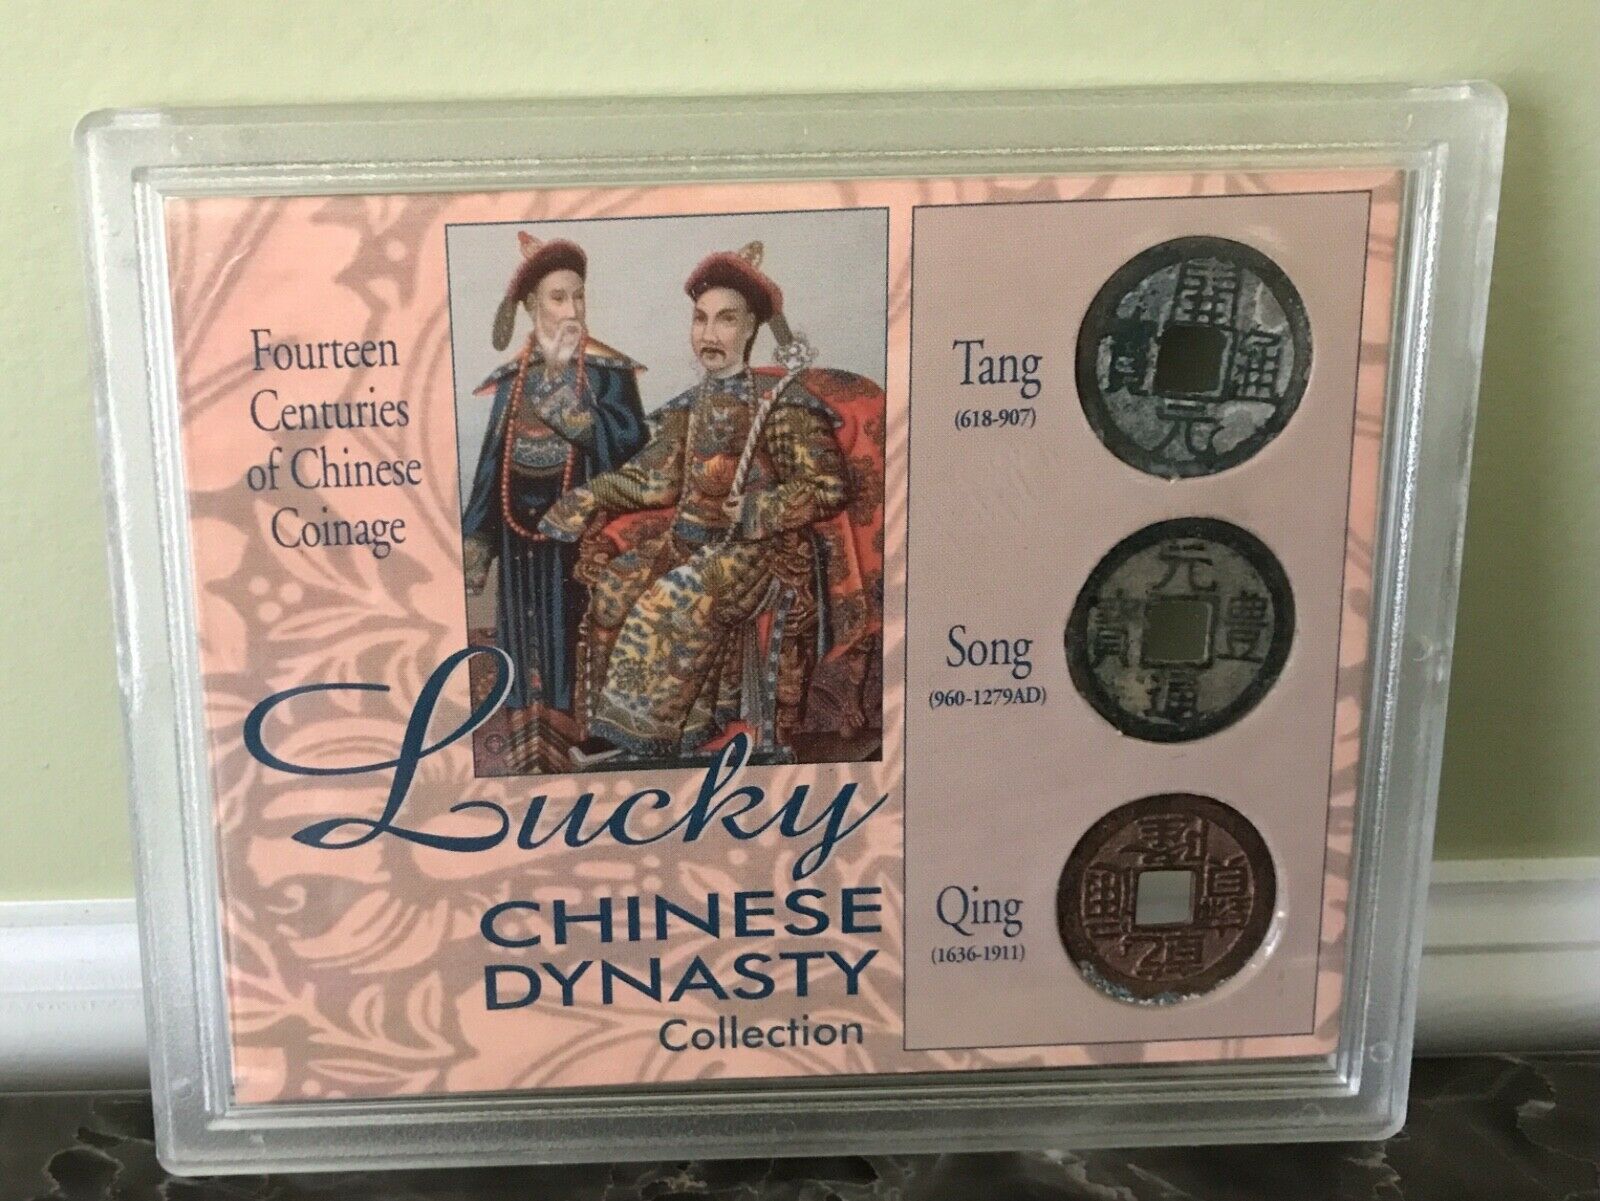 Fourteen
Centuries
of Chinese
Coinage
Lucky
CHINESE
DYNASTY
Collection
Tang
(618-907)
開元通寶
Song
(960-1279AD)
元豐通寶
Qing
(1636-1911)